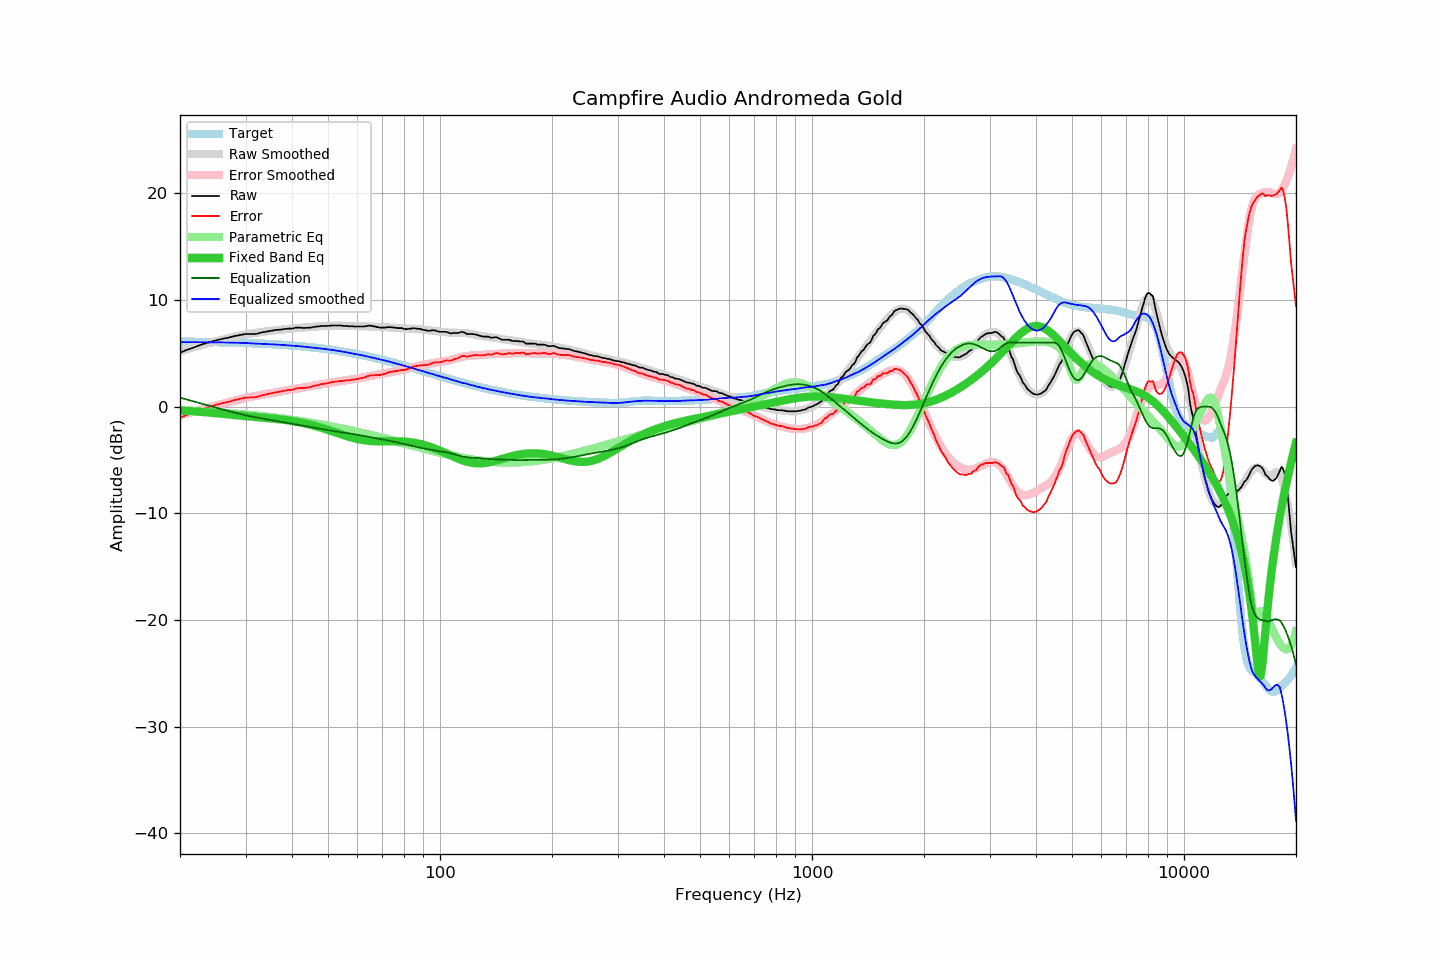 Campfire Audio Andromeda Gold
Target
Raw Smoothed
Error Smoothed
Raw
Error
Parametric Eq
Fixed Band Eq
Equalization
Equalized smoothed
20
10
0
−10
−20
−30
−40
Amplitude (dBr)
100
1000
10000
Frequency (Hz)